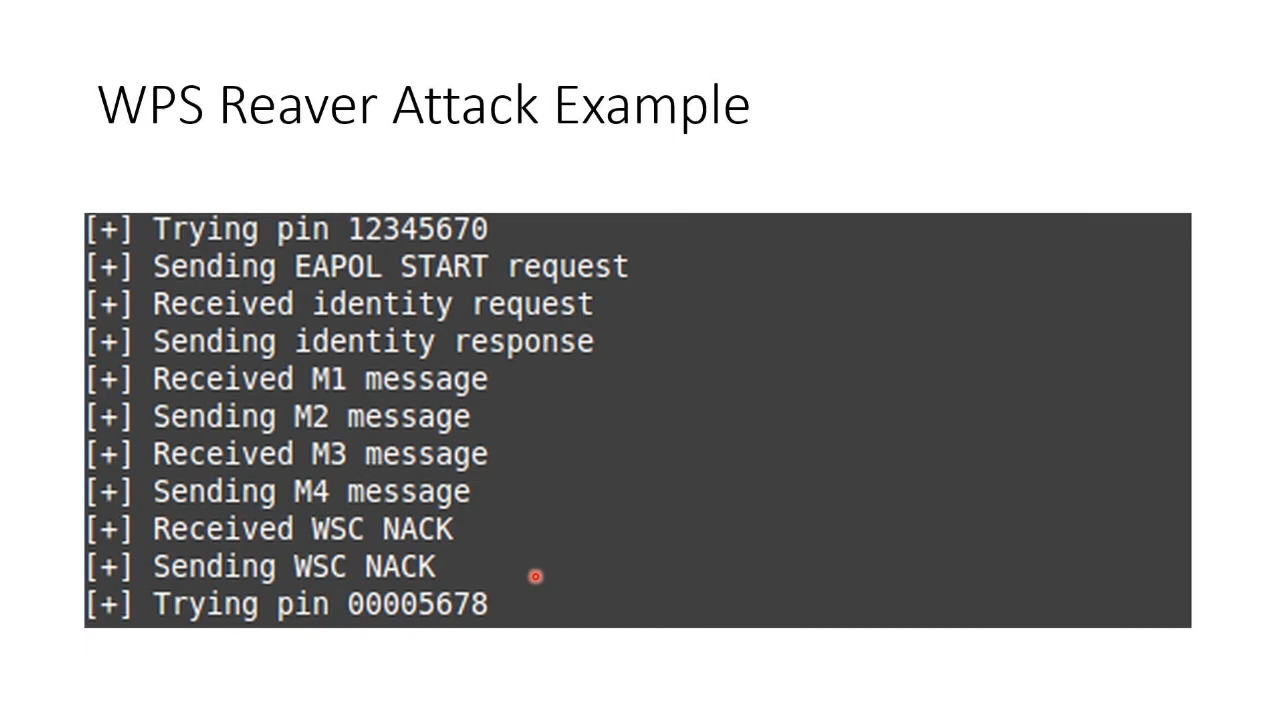 WPS Reaver Attack Example
[+] Trying pin 12345670
[+] Sending EAPOL START request
[+] Received identity request
[+] Sending identity response
[+] Received M1 message
[+] Sending M2 message
[+] Received M3 message
[+] Sending M4 message
[+] Received WSC NACK
[+] Sending WSC NACK
[+] Trying pin 00005678